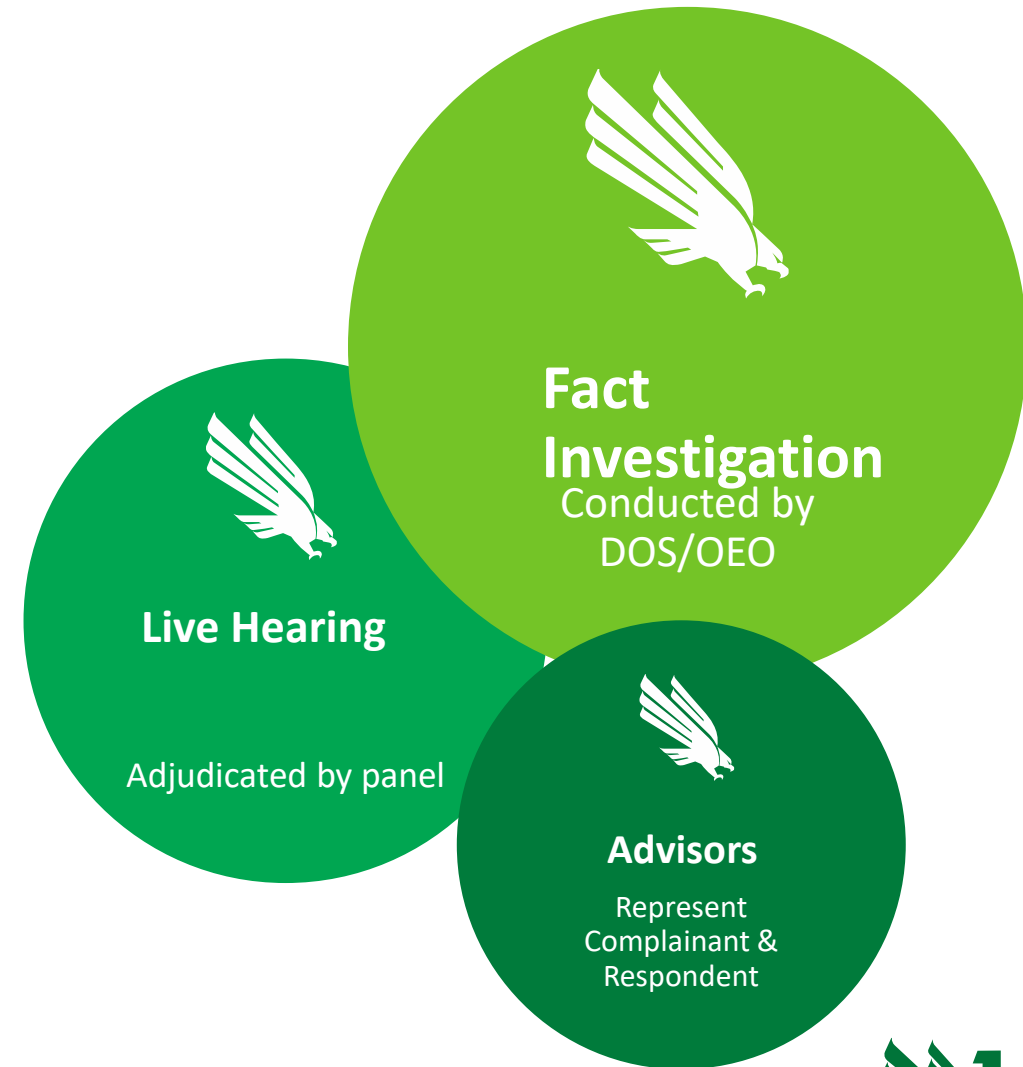 Fact
Investigation
Conducted by
DOS/OEO
Live Hearing
Adjudicated by panel
Advisors
Represent
Complainant &
Respondent